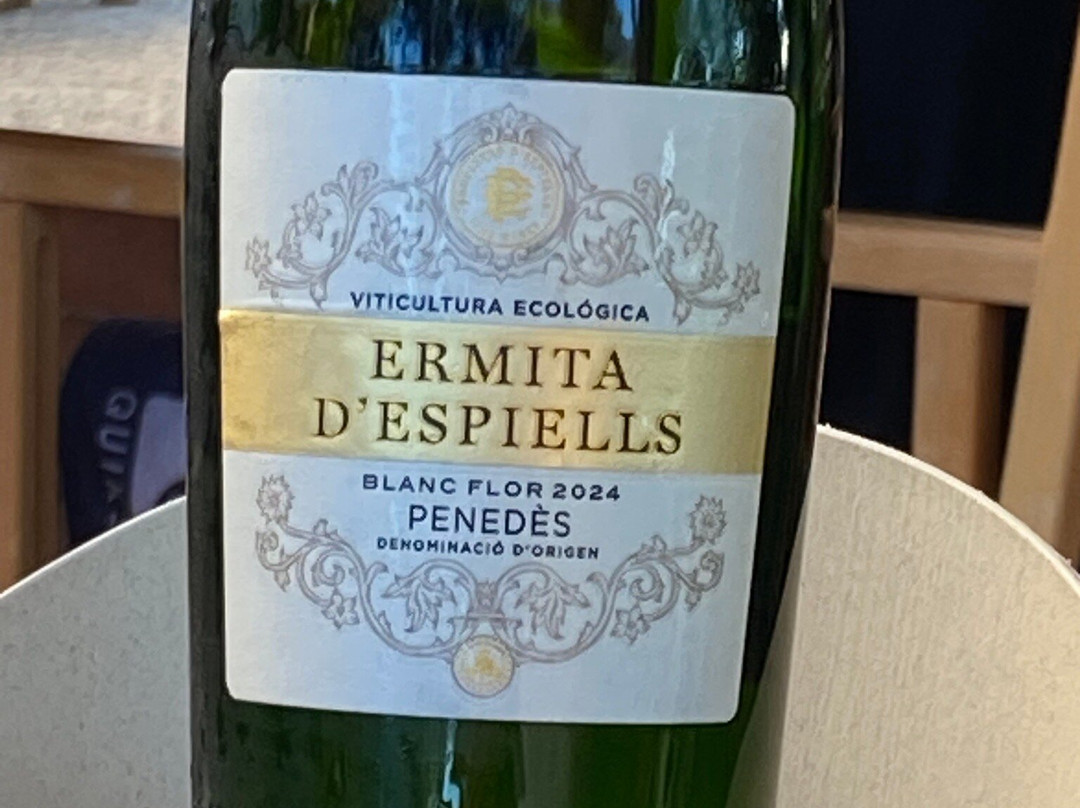 VITICULTURA ECOLÓGICA
ERMITA
D'ESPIELLS
BLANC FLOR 2024
PENEDÈS
DENOMINACIÓ D'ORIGEN